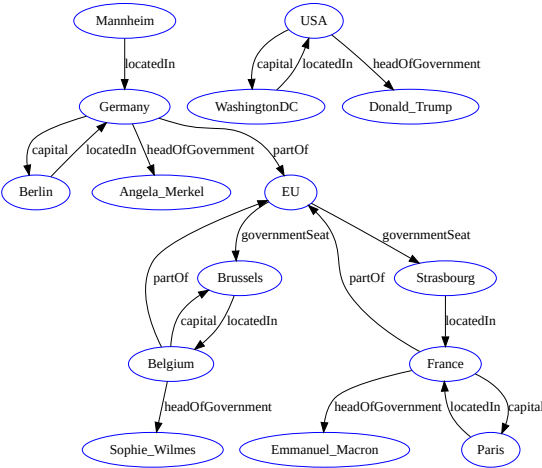 Mannheim
USA
locatedIn
capital
locatedIn
headOfGovernment
Germany
WashingtonDC
Donald_Trump
capital
locatedIn
headOfGovernment
partOf
Berlin
Angela_Merkel
EU
governmentSeat
governmentSeat
partOf
Brussels
partOf
Strasbourg
capital
locatedIn
locatedIn
Belgium
France
headOfGovernment
headOfGovernment
locatedIn
capital
Sophie_Wilmes
Emmanuel_Macron
Paris